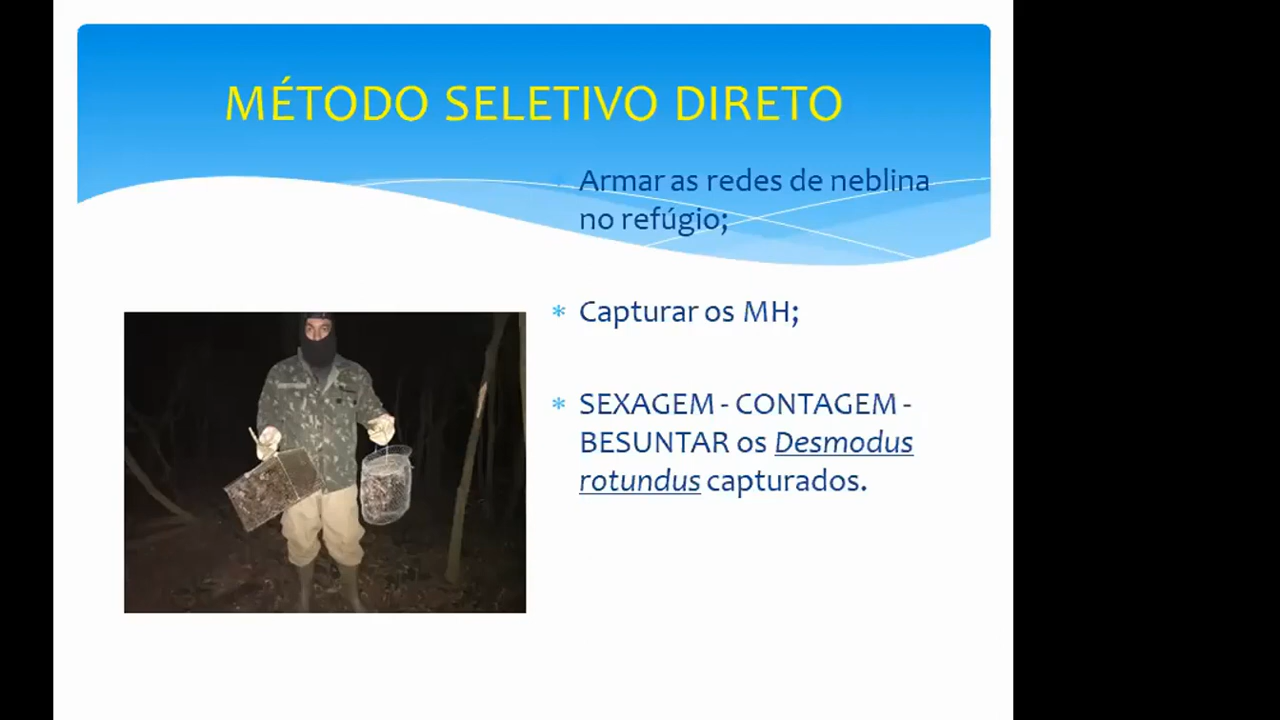 MÉTODO SELETIVO DIRETO
Armar as redes de neblina
no refúgio;
* Capturar os MH;
* SEXAGEM - CONTAGEM -
BESUNTAR os Desmodus
rotundus capturados.